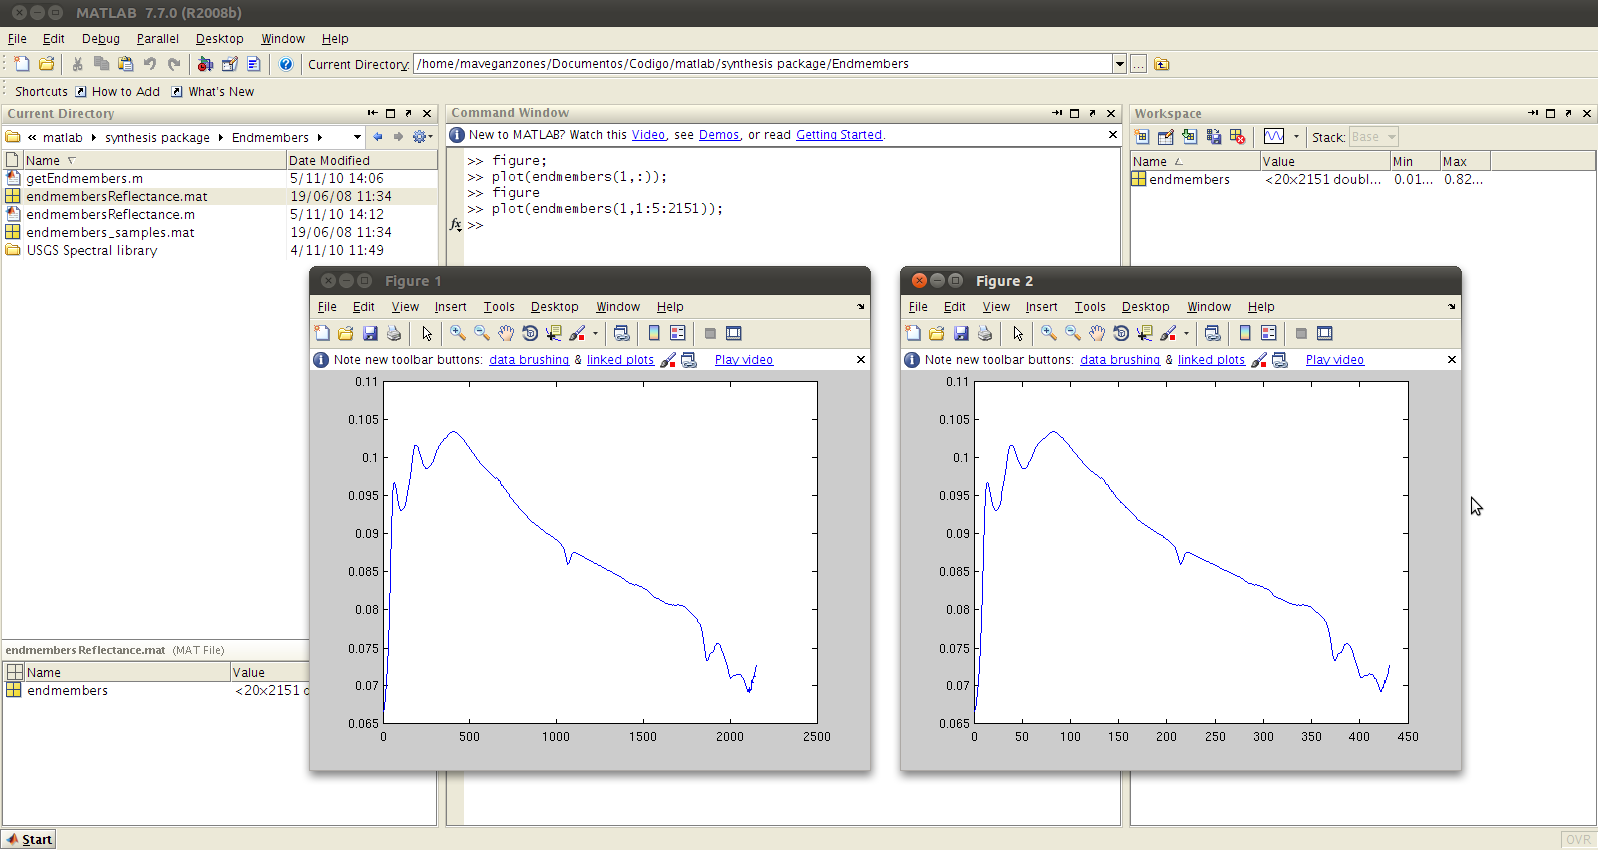 MATLAB 7.7.0 (R2008b)
File Edit Debug Parallel Desktop Window Help
Current Directory: /home/maveganzones/Documentos/Codigo/matlab/synthesis package/Endmembers
Shortcuts How to Add What's New
Current Directory
« matlab synthesis package Endmembers
Name Date Modified
getEndmembers.m 5/11/10 14:06
endmembersReflectance.mat 19/06/08 11:34
endmembersReflectance.m 5/11/10 14:12
endmembers_samples.mat 19/06/08 11:34
USGS Spectral library 4/11/10 11:49
endmembersReflectance.mat (MAT File)
Name Value
endmembers <20x2151 d
Command Window
New to MATLAB? Watch this Video, see Demos, or read Getting Started.
>> figure;
>> plot(endmembers(1,:));
>> figure
>> plot(endmembers(1,1:5:2151));
fx >>
Workspace
Stack: Base
Name Value Min Max
endmembers <20x2151 doubl... 0.01... 0.82...
Figure 1
File Edit View Insert Tools Desktop Window Help
Note new toolbar buttons: data brushing & linked plots Play video
0.11
0.105
0.1
0.095
0.09
0.085
0.08
0.075
0.07
0.065
0 500 1000 1500 2000 2500
Figure 2
File Edit View Insert Tools Desktop Window Help
Note new toolbar buttons: data brushing & linked plots Play video
0.11
0.105
0.1
0.095
0.09
0.085
0.08
0.075
0.07
0.065
0 50 100 150 200 250 300 350 400 450
Start
OVR